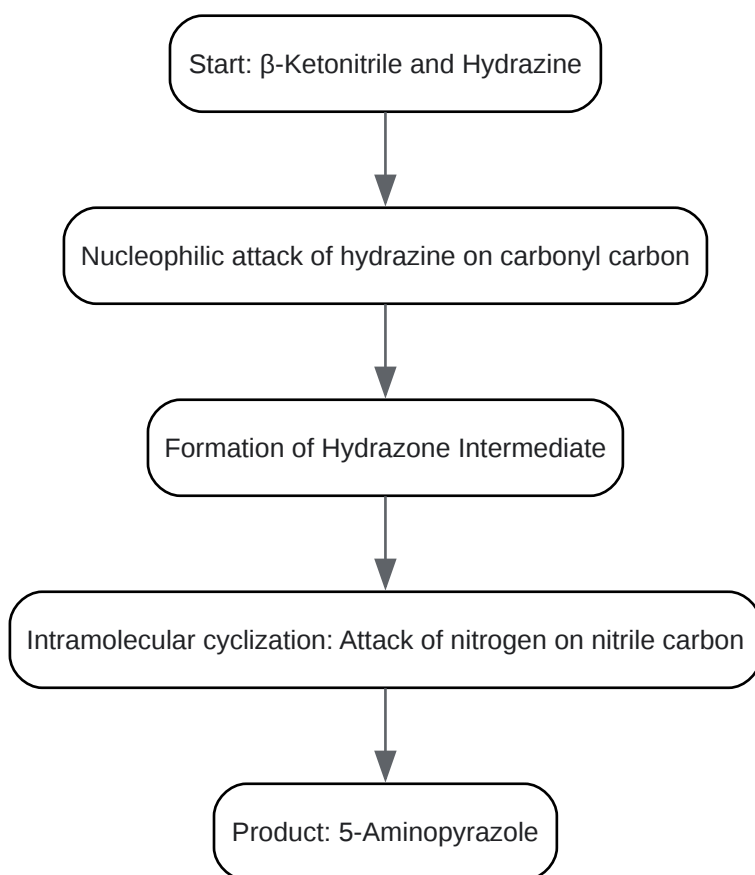 Start: β-Ketonitrile and Hydrazine
Nucleophilic attack of hydrazine on carbonyl carbon
Formation of Hydrazone Intermediate
Intramolecular cyclization: Attack of nitrogen on nitrile carbon
Product: 5-Aminopyrazole